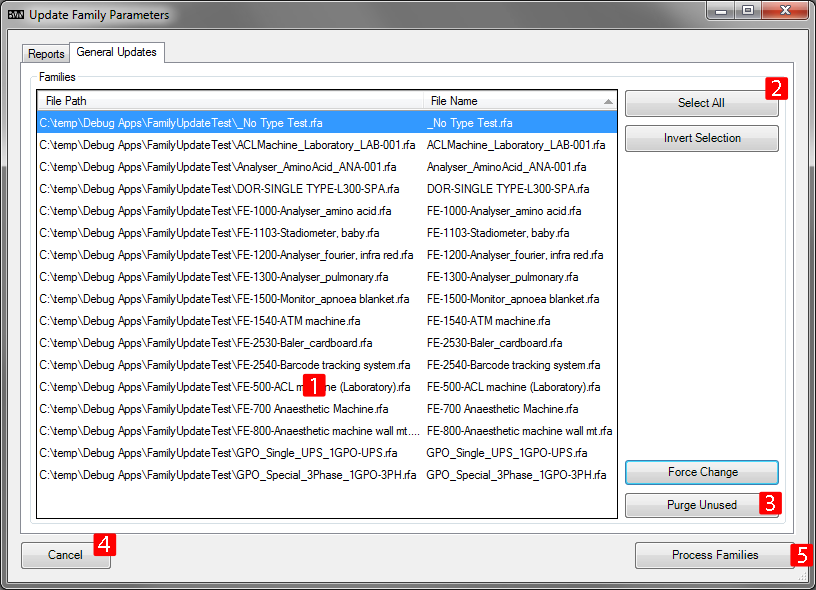 Update Family Parameters
Reports General Updates
Families
File Path File Name
2
Select All
C:\temp\Debug Apps\FamilyUpdateTest\_No Type Test.rfa _No Type Test.rfa
Invert Selection
C:\temp\Debug Apps\FamilyUpdateTest\ACLMachine_Laboratory_LAB-001.rfa ACLMachine_Laboratory_LAB-001.rfa
C:\temp\Debug Apps\FamilyUpdateTest\Analyser_AminoAcid_ANA-001.rfa Analyser_AminoAcid_ANA-001.rfa
C:\temp\Debug Apps\FamilyUpdateTest\DOR-SINGLE TYPE-L300-SPA.rfa DOR-SINGLE TYPE-L300-SPA.rfa
C:\temp\Debug Apps\FamilyUpdateTest\FE-1000-Analyser_amino acid.rfa FE-1000-Analyser_amino acid.rfa
C:\temp\Debug Apps\FamilyUpdateTest\FE-1103-Stadiometer, baby.rfa FE-1103-Stadiometer, baby.rfa
C:\temp\Debug Apps\FamilyUpdateTest\FE-1200-Analyser_fourier, infra red.rfa FE-1200-Analyser_fourier, infra red.rfa
C:\temp\Debug Apps\FamilyUpdateTest\FE-1300-Analyser_pulmonary.rfa FE-1300-Analyser_pulmonary.rfa
C:\temp\Debug Apps\FamilyUpdateTest\FE-1500-Monitor_apnoea blanket.rfa FE-1500-Monitor_apnoea blanket.rfa
C:\temp\Debug Apps\FamilyUpdateTest\FE-1540-ATM machine.rfa FE-1540-ATM machine.rfa
C:\temp\Debug Apps\FamilyUpdateTest\FE-2530-Baler_cardboard.rfa FE-2530-Baler_cardboard.rfa
C:\temp\Debug Apps\FamilyUpdateTest\FE-2540-Barcode tracking system.rfa FE-2540-Barcode tracking system.rfa
C:\temp\Debug Apps\FamilyUpdateTest\FE-500-ACL m 1 ne (Laboratory).rfa FE-500-ACL machine (Laboratory).rfa
C:\temp\Debug Apps\FamilyUpdateTest\FE-700 Anaesthetic Machine.rfa FE-700 Anaesthetic Machine.rfa
C:\temp\Debug Apps\FamilyUpdateTest\FE-800-Anaesthetic machine wall mt.... FE-800-Anaesthetic machine wall mt.rfa
C:\temp\Debug Apps\FamilyUpdateTest\GPO_Single_UPS_1GPO-UPS.rfa GPO_Single_UPS_1GPO-UPS.rfa
C:\temp\Debug Apps\FamilyUpdateTest\GPO_Special_3Phase_1GPO-3PH.rfa GPO_Special_3Phase_1GPO-3PH.rfa
Force Change
Purge Unused 3
Cancel 4
Process Families 5